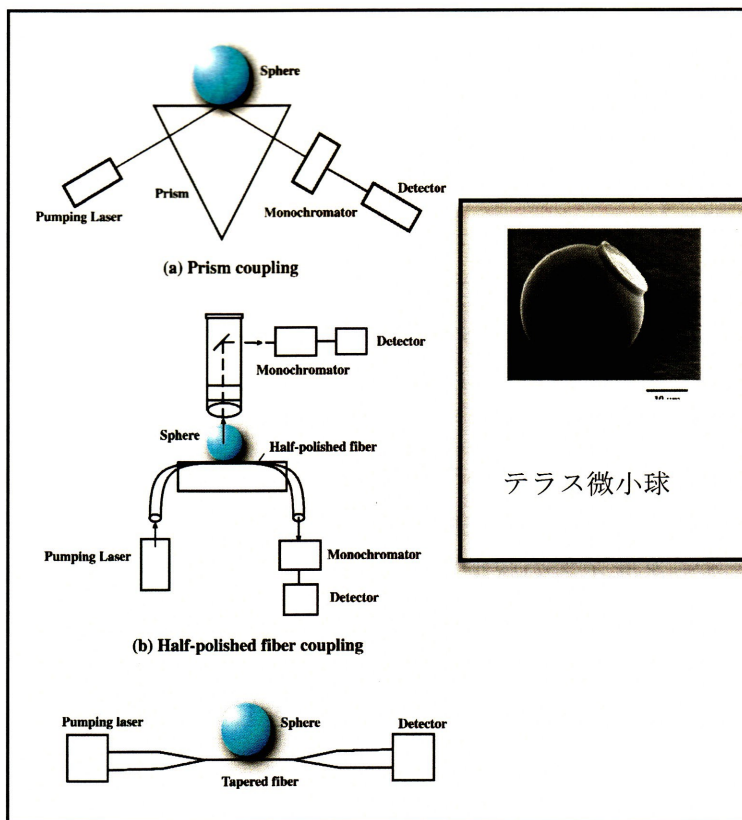 Sphere
Pumping Laser
Prism
Monochromator
Detector
(a) Prism coupling
Detector
Monochromator
Sphere
Half-polished fiber
Pumping Laser
Monochromator
Detector
(b) Half-polished fiber coupling
Pumping laser
Sphere
Detector
Tapered fiber
テラス微小球